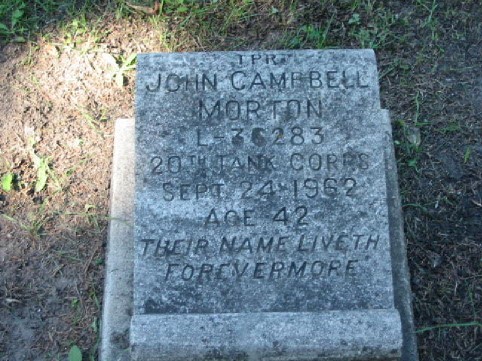 TPR.
JOHN CAMPBELL
MORTON
L-36283
20TH TANK CORPS
SEPT. 24-1962
AGE 42
THEIR NAME LIVETH
FOREVERMORE